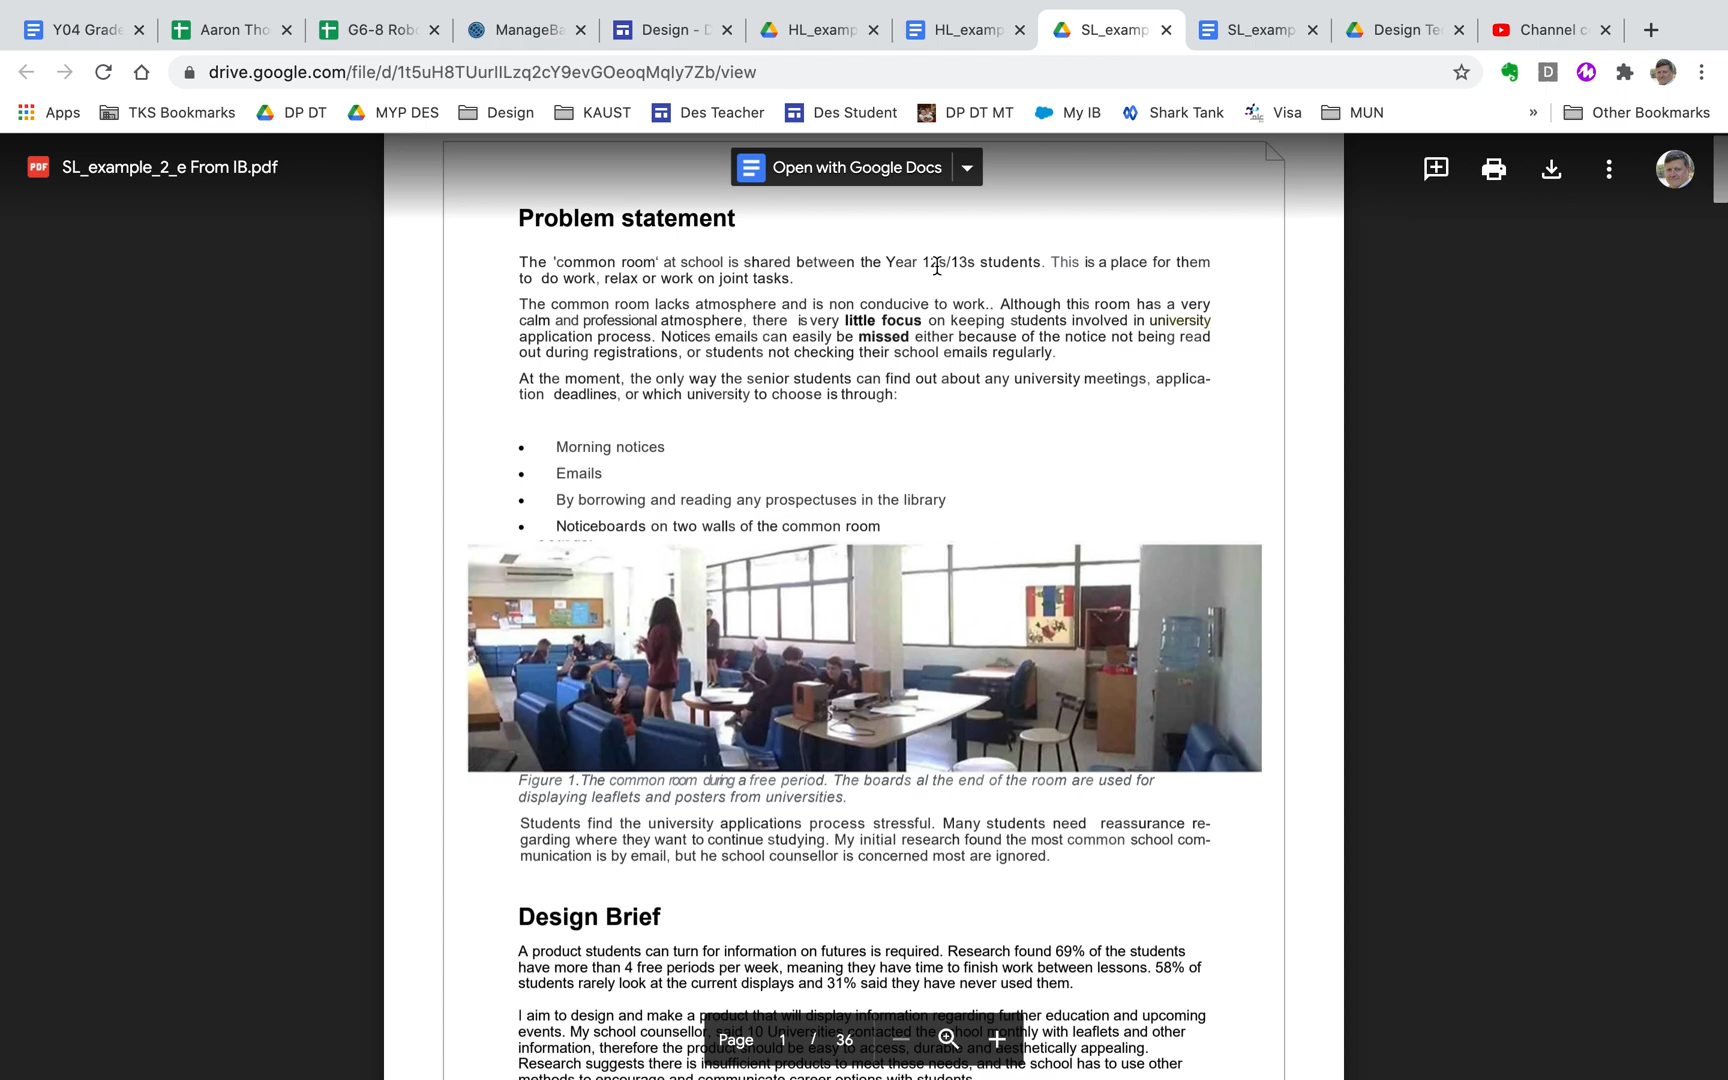 Y04 Grade
Aaron Tho
G6-8 Robo
ManageBa
Design - D
HL_examp
HL_examp
SL_examp
SL_examp
Design Te
Channel c
drive.google.com/file/d/1t5uH8TUurlILzq2cY9evGOeoqMqIy7Zb/view
Apps
TKS Bookmarks
DP DT
MYP DES
Design
KAUST
Des Teacher
Des Student
DP DT MT
My IB
Shark Tank
Visa
MUN
»
Other Bookmarks
PDF
SL_example_2_e From IB.pdf
Open with Google Docs
Problem statement
The 'common room' at school is shared between the Year 12s/13s students. This is a place for them
to do work, relax or work on joint tasks.
The common room lacks atmosphere and is non conducive to work.. Although this room has a very
calm and professional atmosphere, there is very little focus on keeping students involved in university
application process. Notices emails can easily be missed either because of the notice not being read
out during registrations, or students not checking their school emails regularly.
At the moment, the only way the senior students can find out about any university meetings, applica-
tion deadlines, or which university to choose is through:
• Morning notices
• Emails
• By borrowing and reading any prospectuses in the library
• Noticeboards on two walls of the common room
Figure 1.The common room during a free period. The boards al the end of the room are used for
displaying leaflets and posters from universities.
Students find the university applications process stressful. Many students need reassurance re-
garding where they want to continue studying. My initial research found the most common school com-
munication is by email, but he school counsellor is concerned most are ignored.
Design Brief
A product students can turn for information on futures is required. Research found 69% of the students
have more than 4 free periods per week, meaning they have time to finish work between lessons. 58% of
students rarely look at the current displays and 31% said they have never used them.
I aim to design and make a product that will display information regarding further education and upcoming
events. My school counsellor, said 10 Universities contacted the school monthly with leaflets and other
information, therefore the product should be easy to access, durable and aesthetically appealing.
Research suggests there is insufficient products to meet these needs, and the school has to use other
methods to encourage and communicate career options with students.
Page 1 / 36